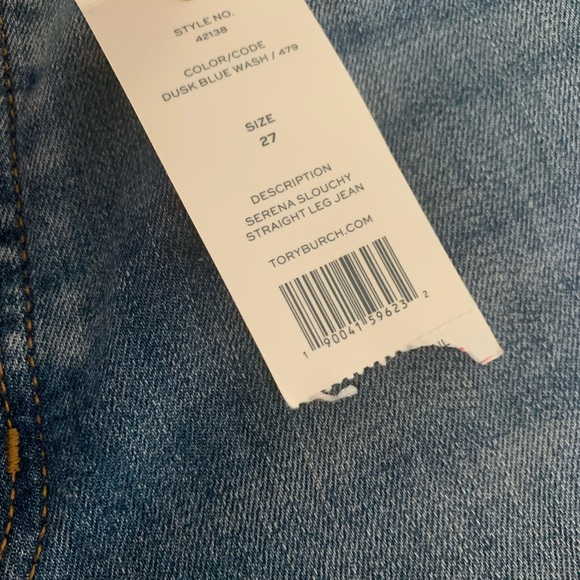 STYLE NO.
42138
COLOR/CODE
DUSK BLUE WASH / 479
SIZE
27
DESCRIPTION
SERENA SLOUCHY
STRAIGHT LEG JEAN
TORYBURCH.COM
1 90041 59623 2